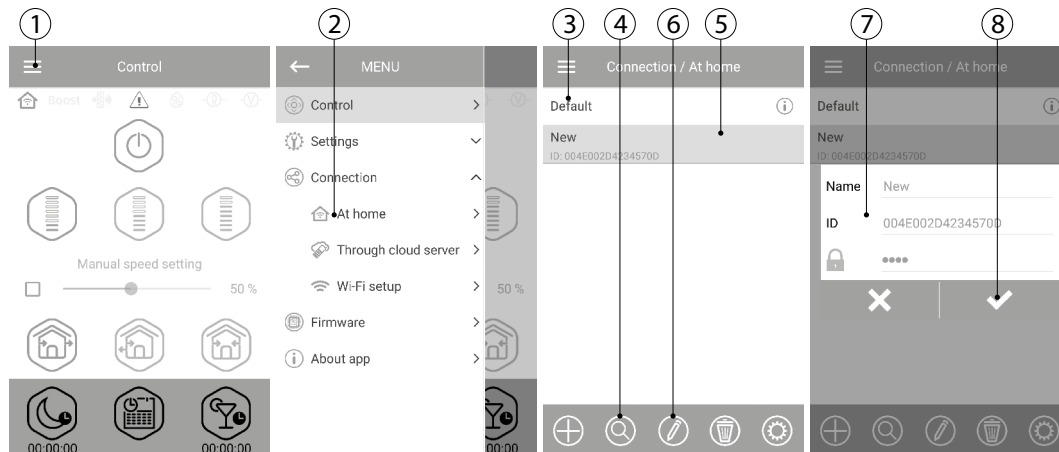 1
2
3
4
6
5
7
8
Control
Boost
Manual speed setting
50 %
00:00:00
00:00:00
MENU
Control
Settings
Connection
At home
Through cloud server
Wi-Fi setup
Firmware
About app
50 %
00:00
Connection / At home
Default
New
ID: 004E002D4234570D
Connection / At home
Default
New
ID: 004E002D4234570D
Name New
ID 004E002D4234570D